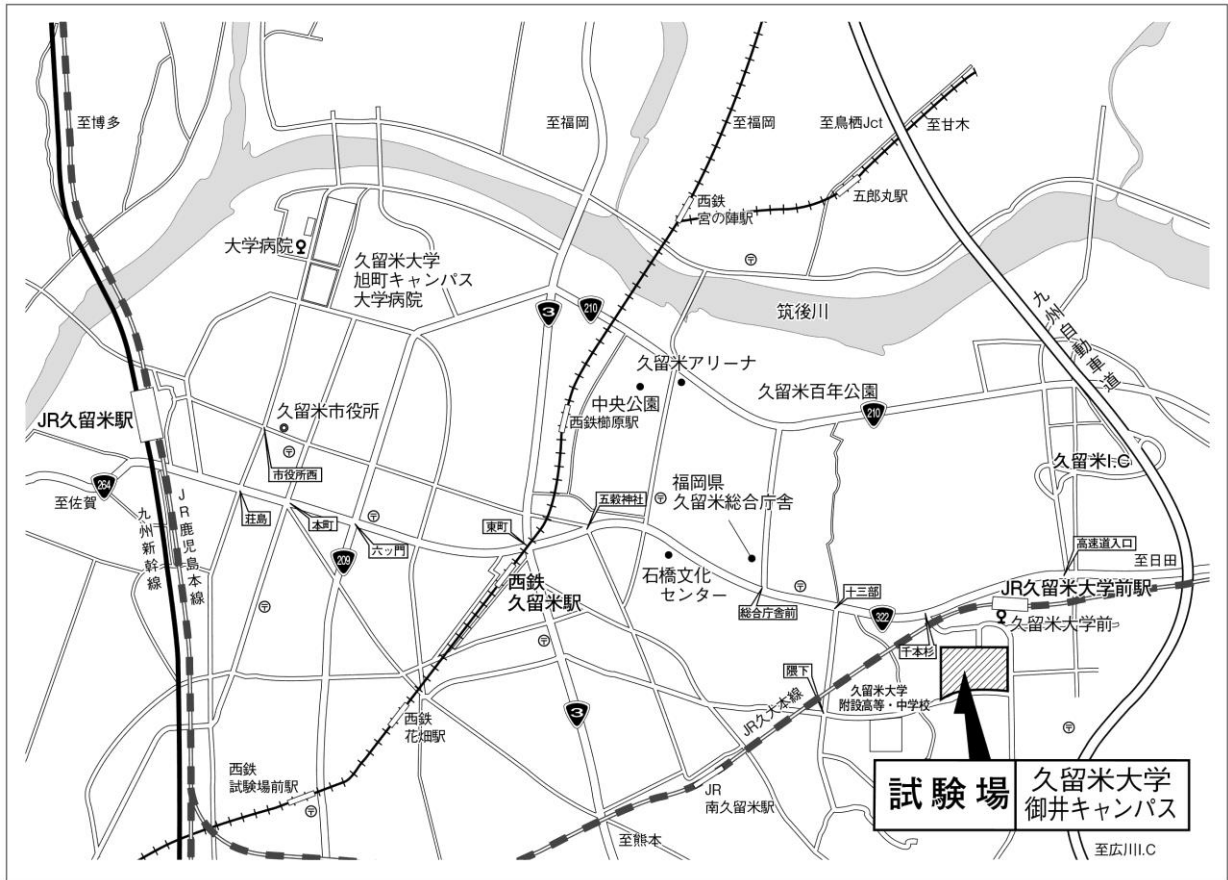 至博多
至福岡
至福岡
至鳥栖Jct
至甘木
西鉄
宮の陣駅
五郎丸駅
大学病院
久留米大学
旭町キャンパス
大学病院
3
210
筑後川
九州自動車道
久留米アリーナ
中央公園
久留米百年公園
210
西鉄櫛原駅
JR久留米駅
久留米市役所
市役所西
264
至佐賀
荘島
本町
六ッ門
209
九州新幹線
JR鹿児島本線
東町
五穀神社
福岡県
久留米総合庁舎
久留米I.C
西鉄
久留米駅
石橋文化
センター
総合庁舎前
十三部
322
高速道入口
至日田
JR久留米大学前駅
久留米大学前
千本杉
隈下
久留米大学
附設高等・中学校
JR久大本線
3
西鉄
花畑駅
西鉄
試験場前駅
JR
南久留米駅
至熊本
試験場
久留米大学
御井キャンパス
至広川I.C